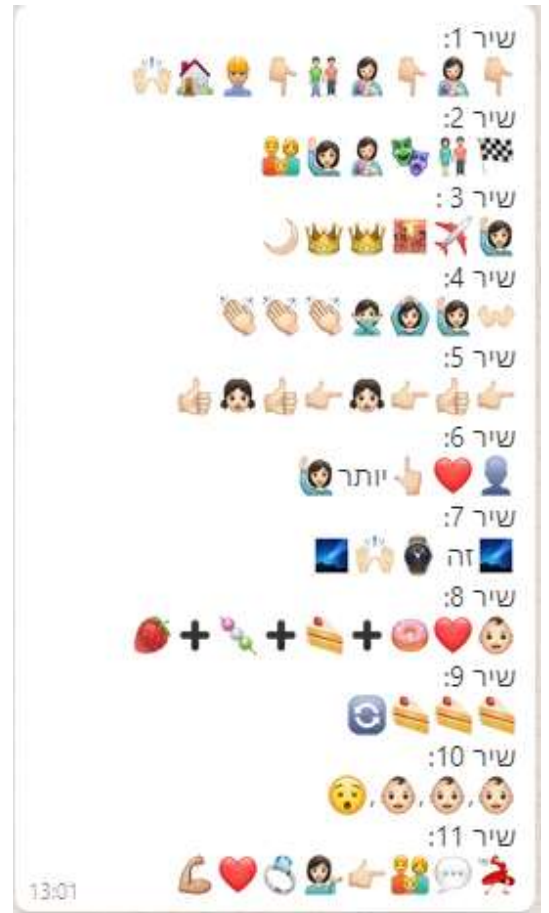 שיר 1:
👇🏻👩🏻‍🍼👇🏻👩🏻‍🍼👫👇🏻👷🏻‍♂️🏠🙌🏻
שיר 2:
🏁👫🏻🎭👩🏻‍🍼🙋🏻‍♀️👨‍👩‍👦
שיר 3 :
🙋🏻‍♀️✈️🌇👑👑🌙
שיר 4:
👐🏻🙋🏻‍♀️🙆🏻‍♀️🙅🏻‍♀️👏🏻👏🏻👏🏻
שיר 5:
👉🏻👍🏻👉🏻👧🏻👉🏻👍🏻👧🏻👍🏻
שיר 6:
👤❤️👆🏻 יותר 🙋🏻‍♀️
שיר 7:
🌌 זה ⌚🙌🏻🌌
שיר 8:
👶🏻❤️🍩➕🍰➕🍡➕🍓
שיר 9:
🍰🍰🍰🔄
שיר 10:
👶🏻,👶🏻,👶🏻,😯
שיר 11:
💃💬👨‍👩‍👦👉🏻💁🏻‍♀️💍❤️💪🏻
13:01